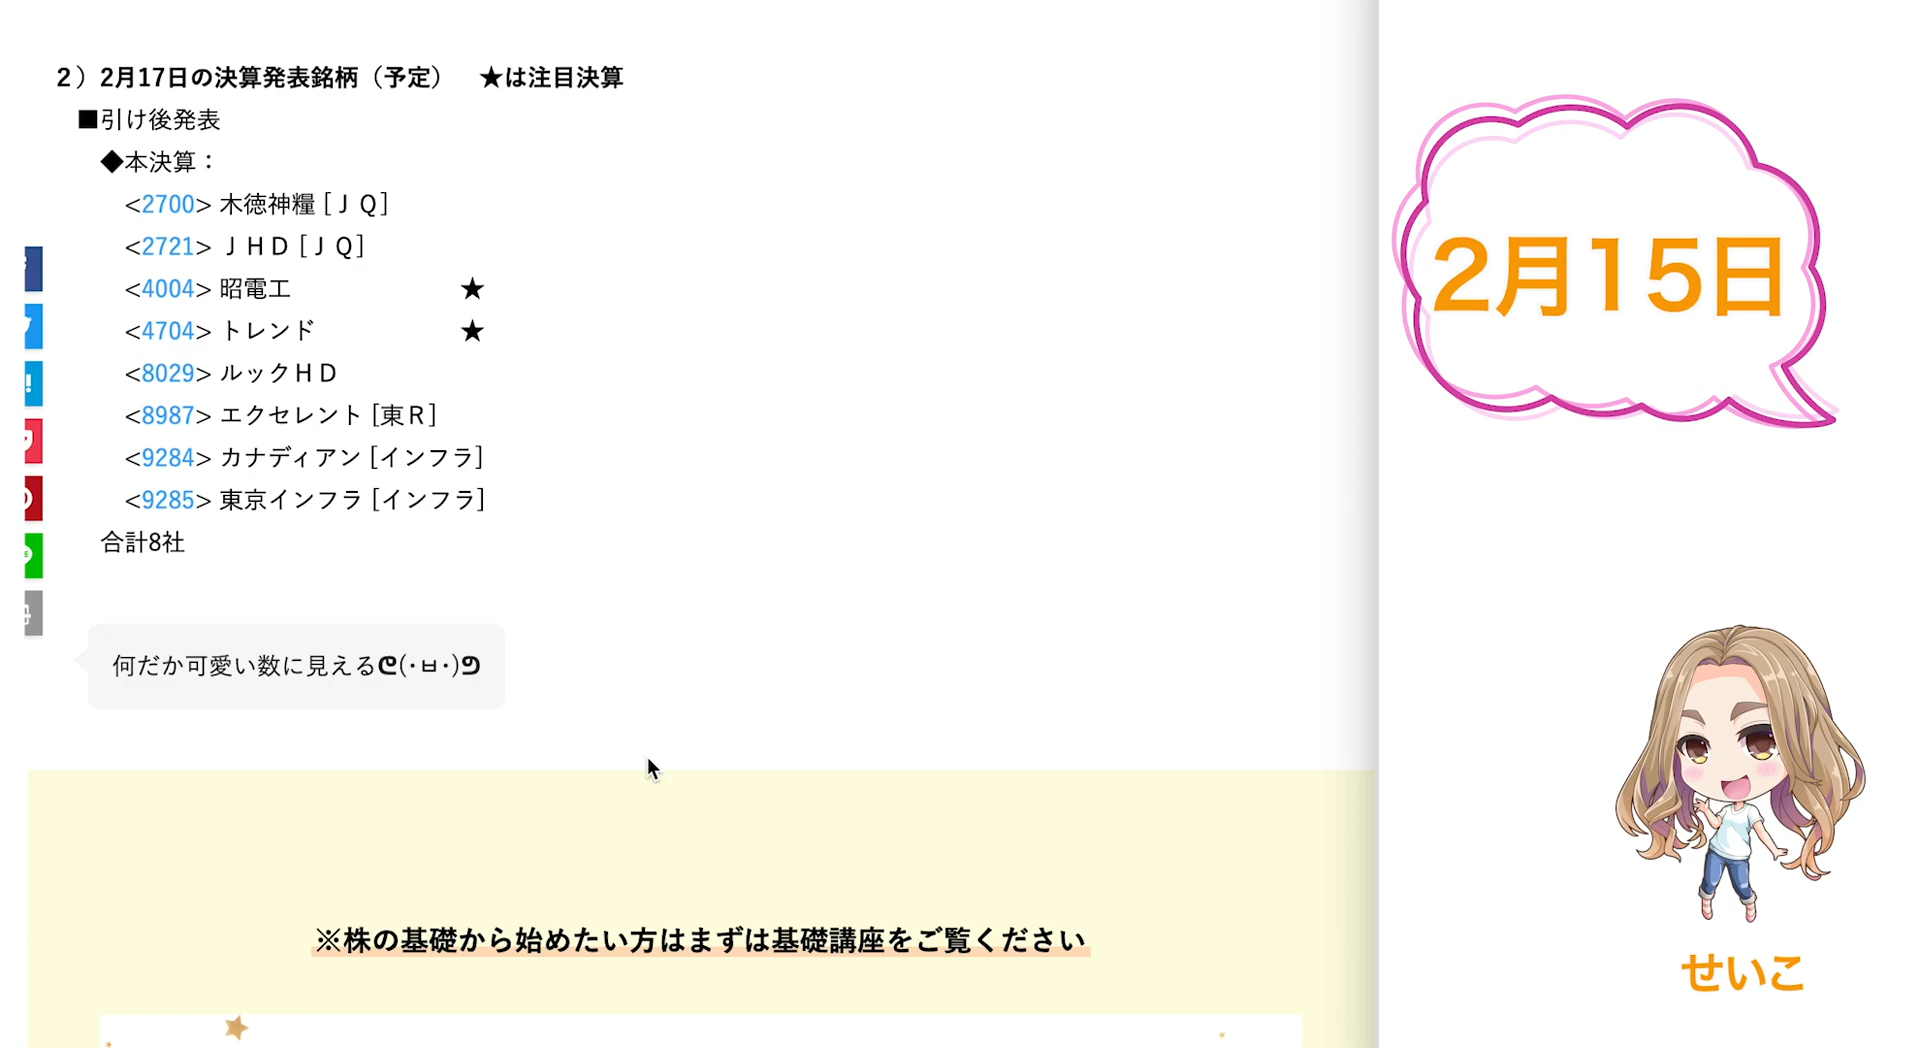 ２）2月17日の決算発表銘柄（予定）　★は注目決算
■引け後発表
◆本決算：
<2700> 木徳神糧 [ＪＱ]
<2721> ＪＨＤ [ＪＱ]
<4004> 昭電工　★
<4704> トレンド　★
<8029> ルックＨＤ
<8987> エクセレント [東Ｒ]
<9284> カナディアン [インフラ]
<9285> 東京インフラ [インフラ]
合計8社
何だか可愛い数に見えるᕦ(･ㅂ･)ᕤ
※株の基礎から始めたい方はまずは基礎講座をご覧ください
2月15日
せいこ